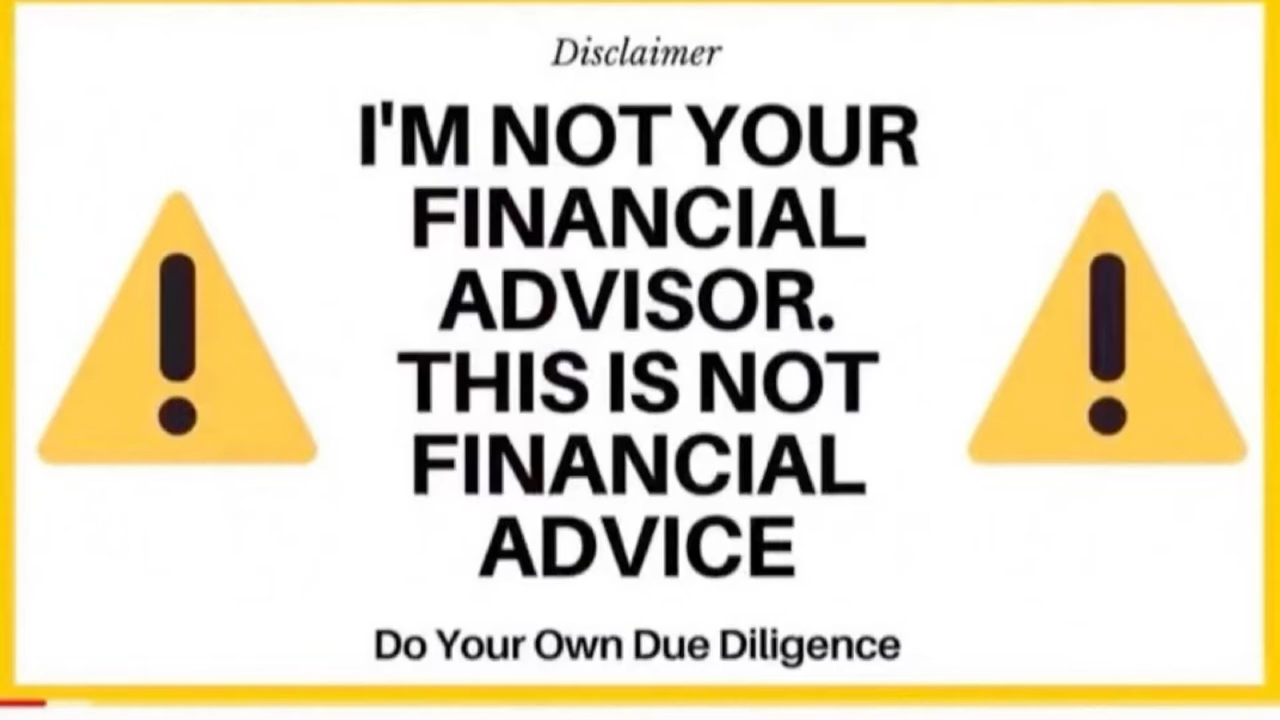 Disclaimer
I'M NOT YOUR
FINANCIAL
ADVISOR.
THIS IS NOT
FINANCIAL
ADVICE
Do Your Own Due Diligence